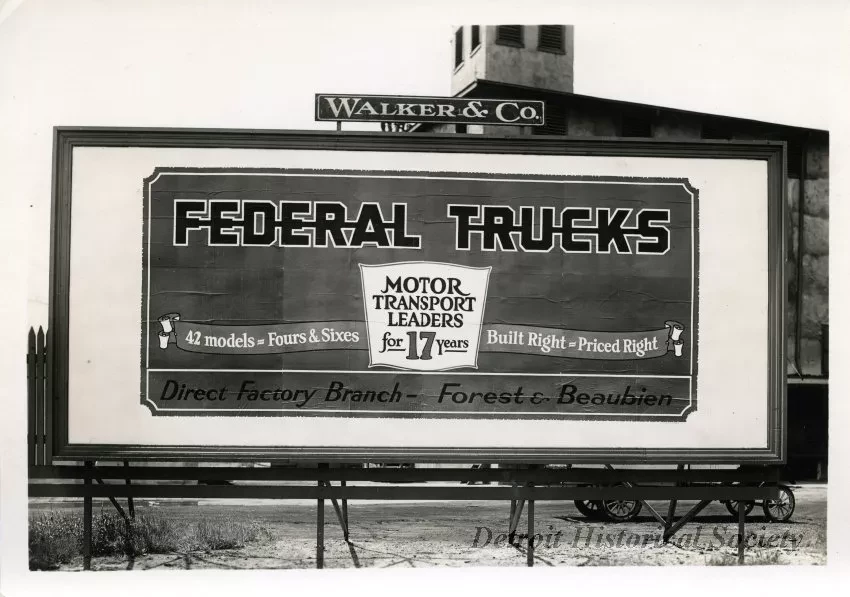 WALKER & CO.
FEDERAL TRUCKS
MOTOR
TRANSPORT
LEADERS
for 17 years
42 models = Fours & Sixes
Built Right = Priced Right
Direct Factory Branch - Forest & Beaubien
Detroit Historical Society